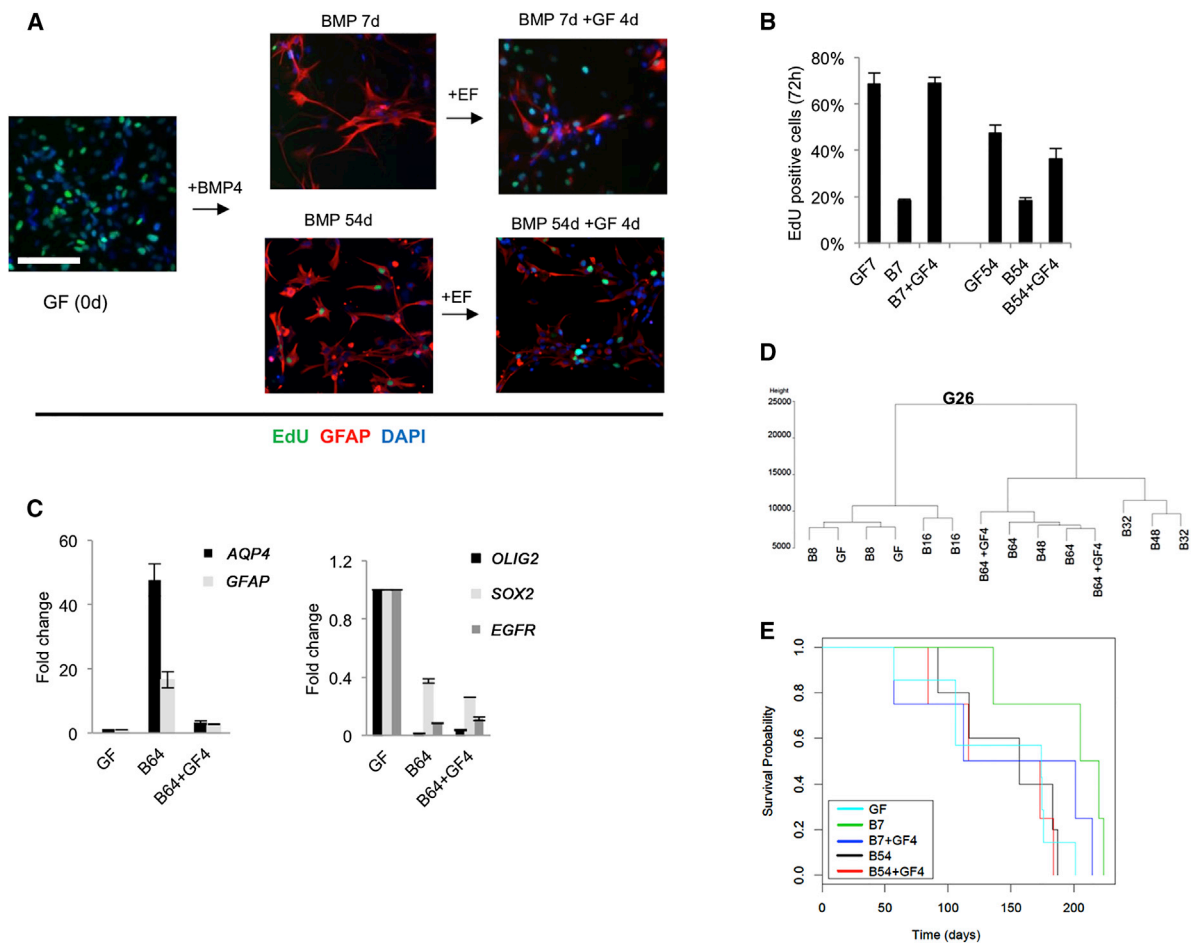 A
BMP 7d
BMP 7d +GF 4d
+EF
+BMP4
BMP 54d
BMP 54d +GF 4d
+EF
GF (0d)
EdU GFAP DAPI
B
EdU positive cells (72h)
80%
60%
40%
20%
0%
GF7
B7
B7+GF4
GF54
B54
B54+GF4
C
Fold change
60
40
20
0
AQP4
GFAP
GF
B64
B64+GF4
Fold change
1.2
0.8
0.4
0
OLIG2
SOX2
EGFR
GF
B64
B64+GF4
D
Height
G26
25000
20000
15000
10000
5000
B8
GF
B8
GF
B16
B16
B64 +GF4
B64
B48
B64
B64 +GF4
B32
B48
B32
E
Survival Probability
1.0
0.8
0.6
0.4
0.2
0.0
GF
B7
B7+GF4
B54
B54+GF4
0 50 100 150 200
Time (days)